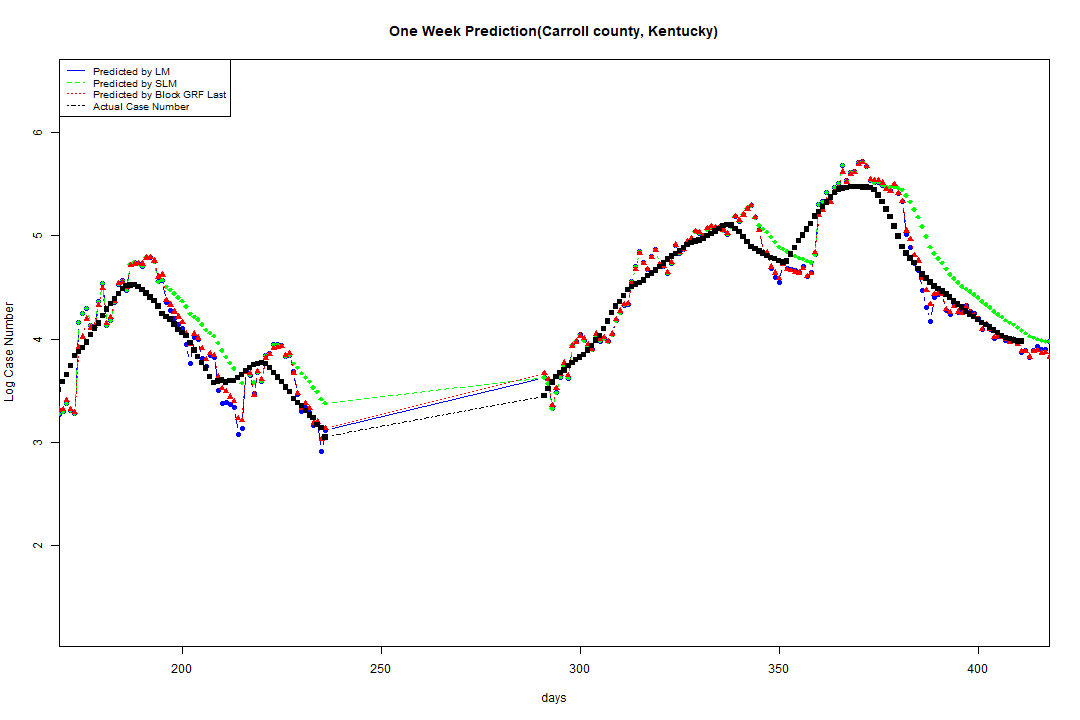 One Week Prediction(Carroll county, Kentucky)
Predicted by LM
Predicted by SLM
Predicted by Block GRF Last
Actual Case Number
6
5
4
3
2
Log Case Number
200
250
300
350
400
days